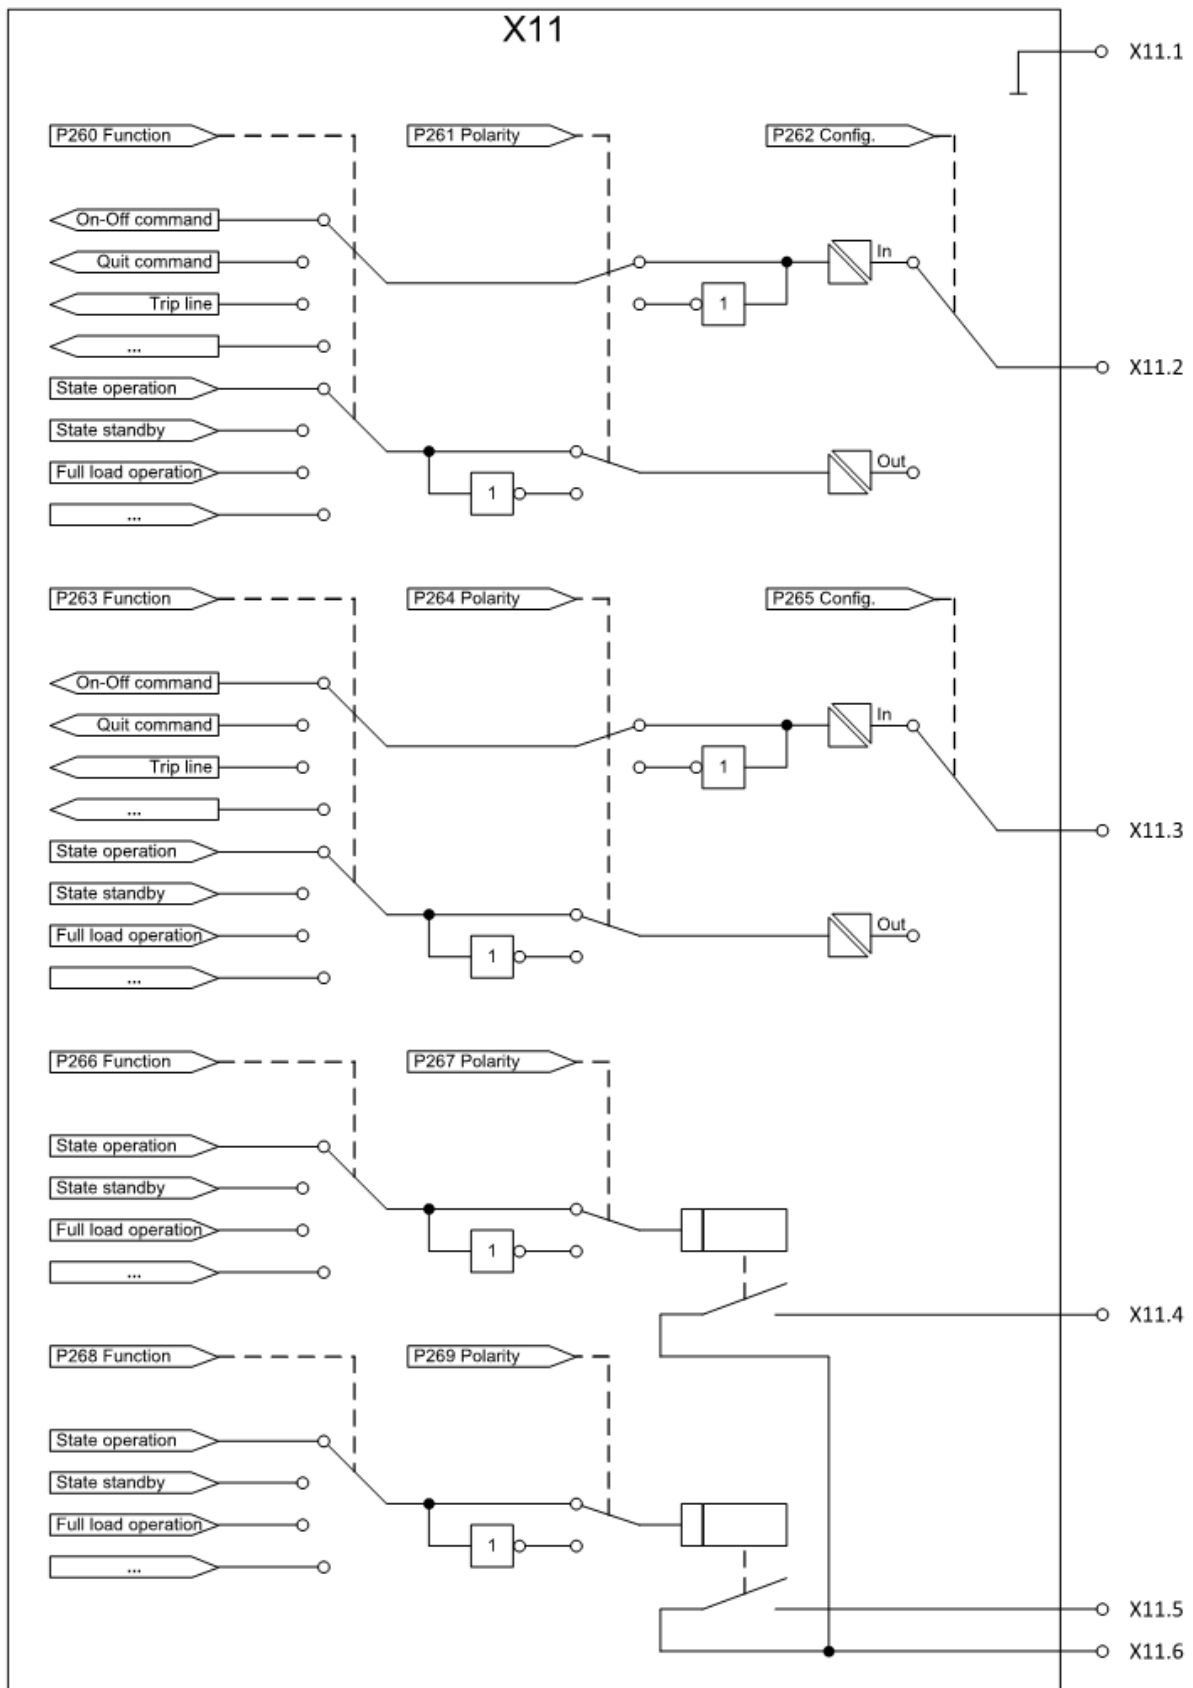 X11
X11.1
P260 Function
P261 Polarity
P262 Config.
On-Off command
Quit command
In
Trip line
1
...
X11.2
State operation
State standby
Full load operation
Out
1
...
P263 Function
P264 Polarity
P265 Config.
On-Off command
Quit command
In
Trip line
1
...
X11.3
State operation
State standby
Full load operation
Out
1
...
P266 Function
P267 Polarity
State operation
State standby
Full load operation
1
...
X11.4
P268 Function
P269 Polarity
State operation
State standby
Full load operation
1
...
X11.5
X11.6